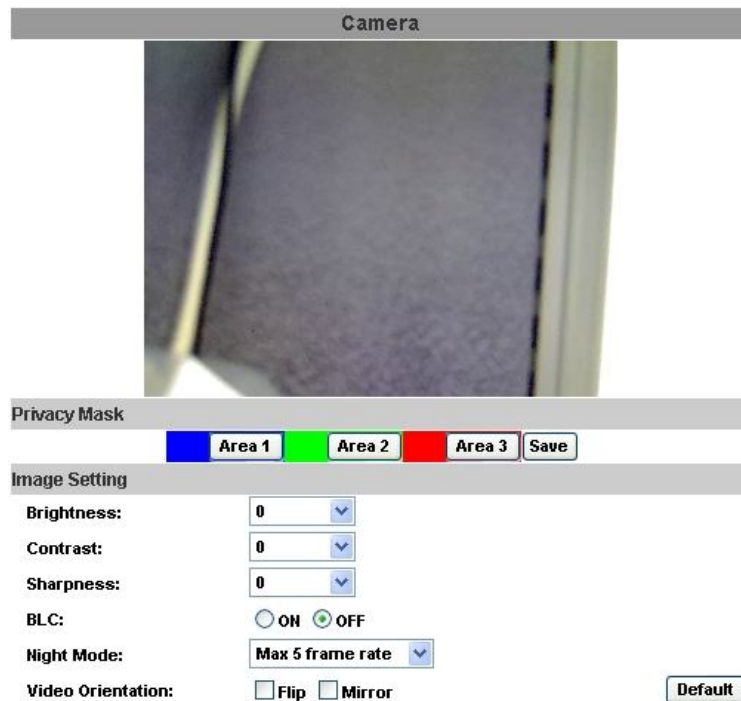 Camera
Privacy Mask
Area 1 Area 2 Area 3 Save
Image Setting
Brightness: 0
Contrast: 0
Sharpness: 0
BLC: ON OFF
Night Mode: Max 5 frame rate
Video Orientation: Flip Mirror Default